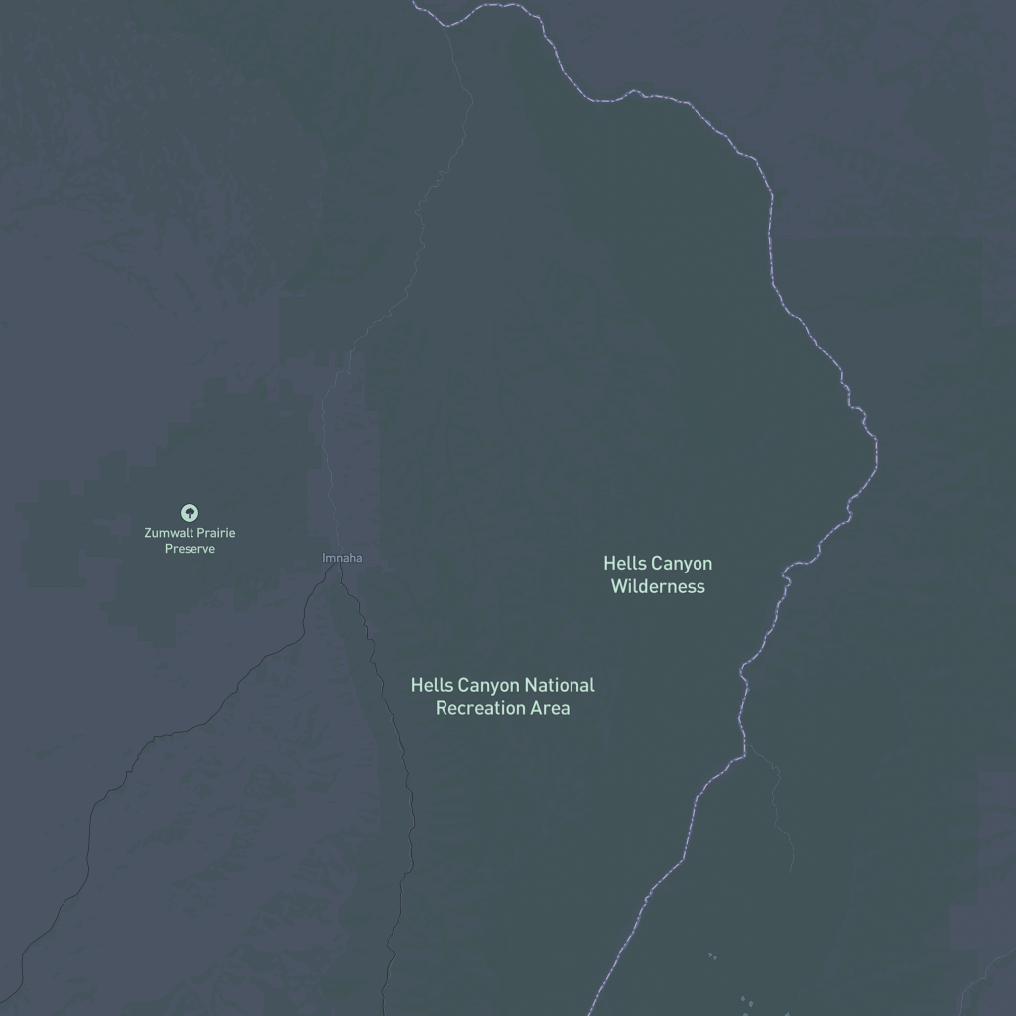 Zumwalt Prairie
Preserve
Imnaha
Hells Canyon
Wilderness
Hells Canyon National
Recreation Area